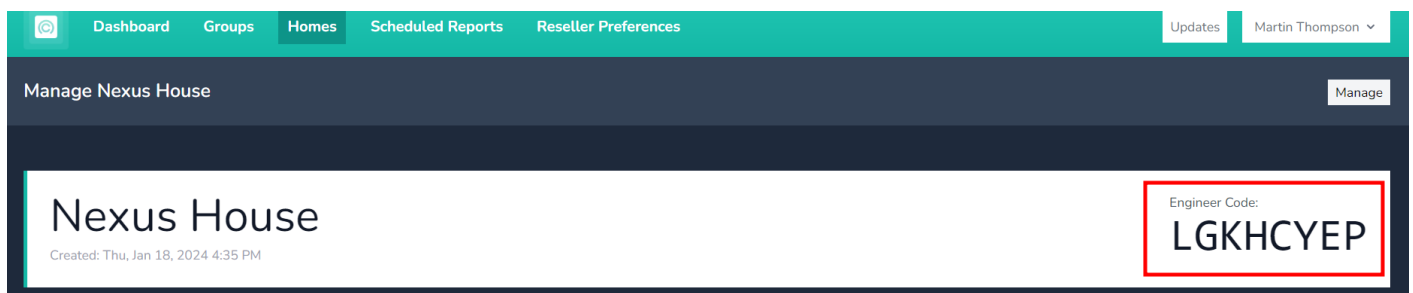 Dashboard Groups Homes Scheduled Reports Reseller Preferences Updates Martin Thompson
Manage Nexus House Manage
Nexus House
Created: Thu, Jan 18, 2024 4:35 PM
Engineer Code:
LGKHCYEP